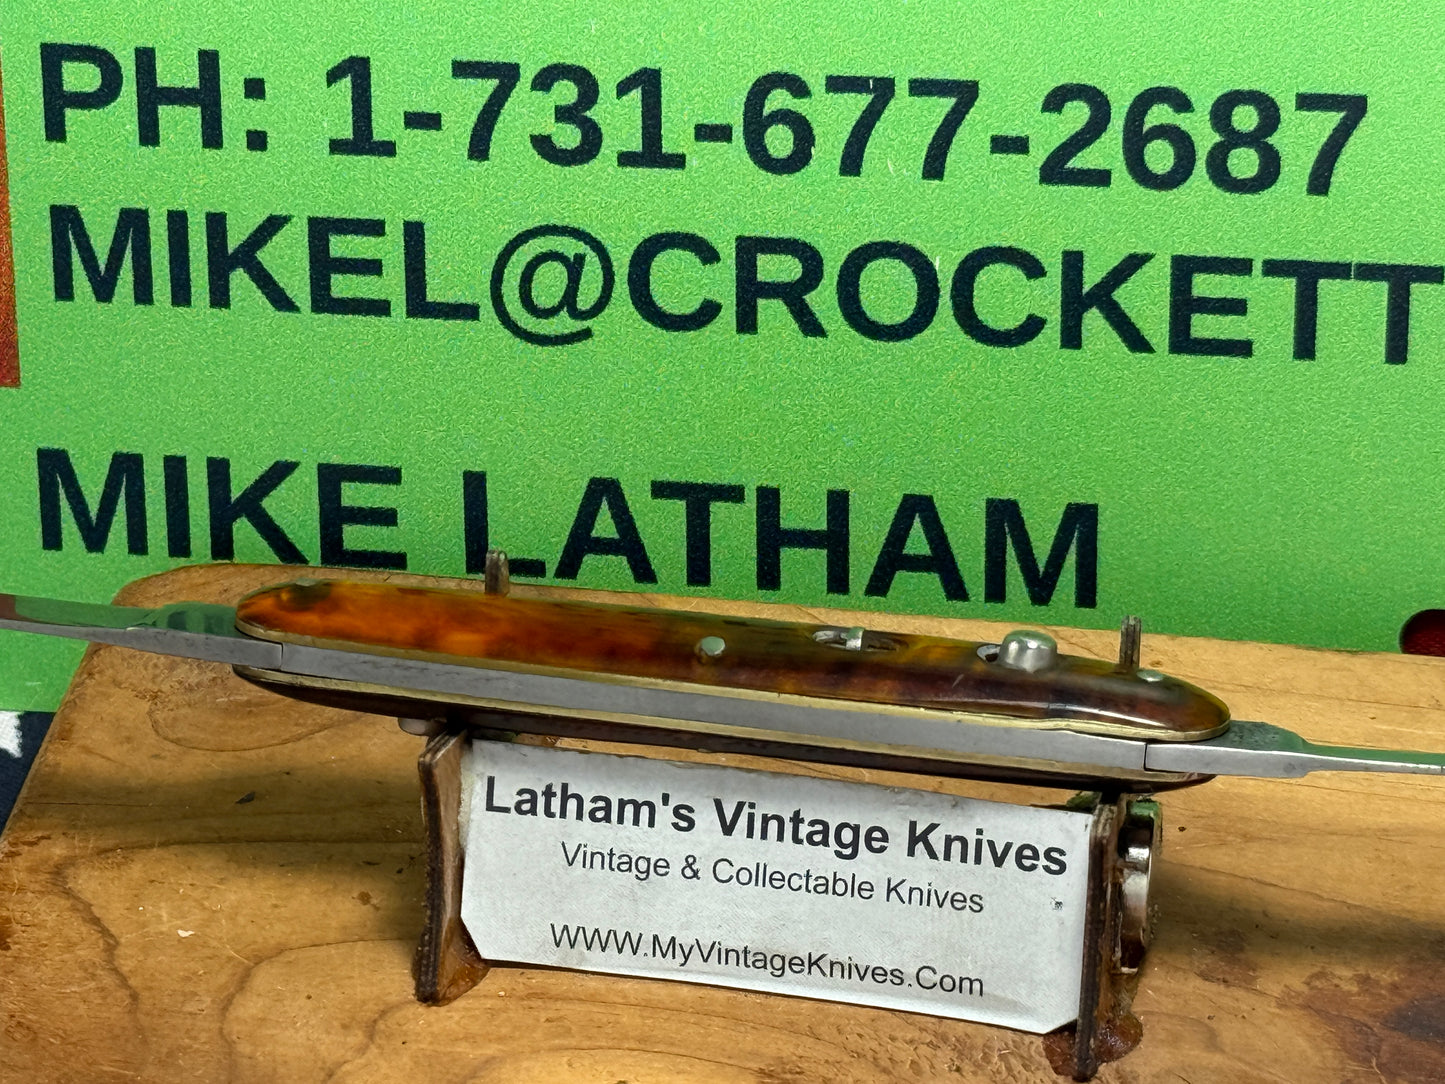 PH: 1-731-677-2687
MIKEL@CROCKETT
MIKE LATHAM
Latham's Vintage Knives
Vintage & Collectable Knives
WWW.MyVintageKnives.Com